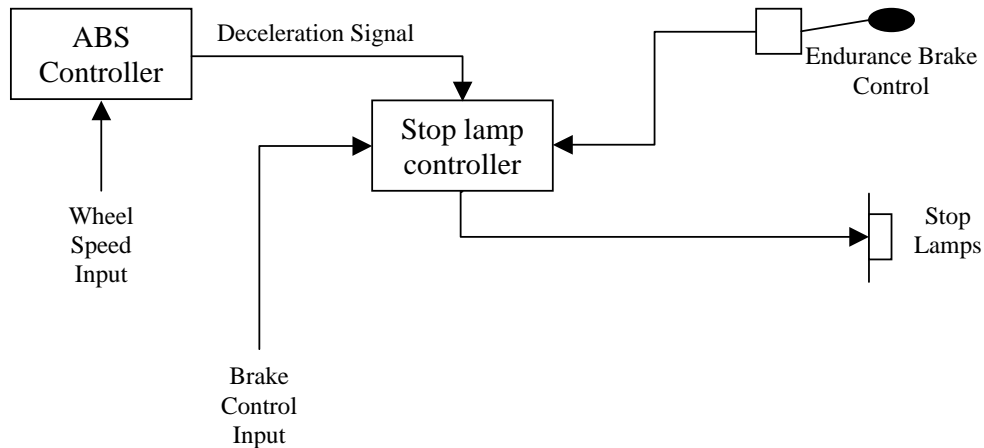 ABS
Controller
Deceleration Signal
Endurance Brake
Control
Stop lamp
controller
Wheel
Speed
Input
Stop
Lamps
Brake
Control
Input